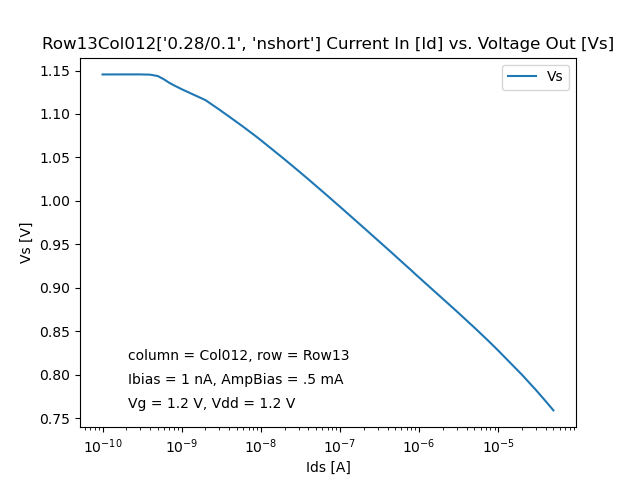 Row13Col012['0.28/0.1', 'nshort'] Current In [Id] vs. Voltage Out [Vs]
Vs
1.15
1.10
1.05
1.00
0.95
0.90
0.85
0.80
0.75
Vs [V]
column = Col012, row = Row13
Ibias = 1 nA, AmpBias = .5 mA
Vg = 1.2 V, Vdd = 1.2 V
10⁻¹⁰ 10⁻⁹ 10⁻⁸ 10⁻⁷ 10⁻⁶ 10⁻⁵
Ids [A]